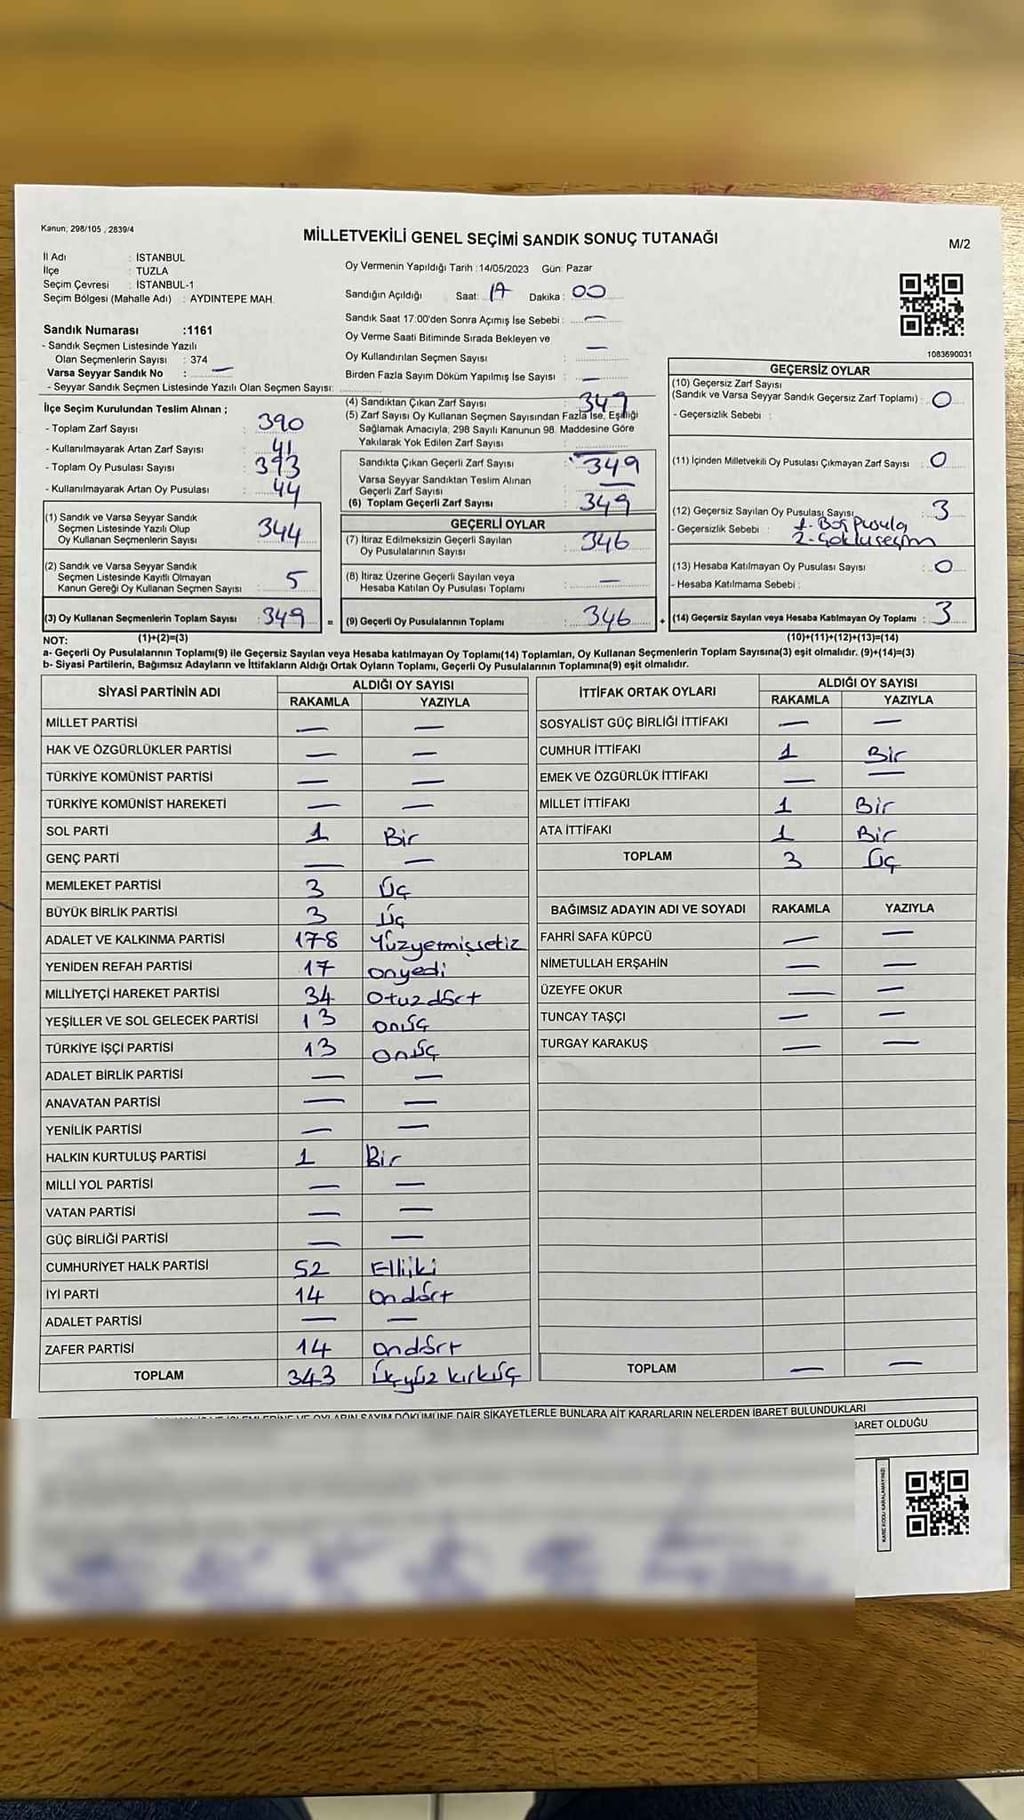 Kanun; 298/105 , 2839/4
MİLLETVEKİLİ GENEL SEÇİMİ SANDIK SONUÇ TUTANAĞI
M/2
İl Adı : İSTANBUL
İlçe : TUZLA
Seçim Çevresi : İSTANBUL-1
Seçim Bölgesi (Mahalle Adı) : AYDINTEPE MAH.
Sandık Numarası :1161
- Sandık Seçmen Listesinde Yazılı
Olan Seçmenlerin Sayısı : 374
Varsa Seyyar Sandık No : —
- Seyyar Sandık Seçmen Listesinde Yazılı Olan Seçmen Sayısı:
Oy Vermenin Yapıldığı Tarih :14/05/2023 Gün: Pazar
Sandığın Açıldığı Saat: 17 Dakika : 00
Sandık Saat 17:00'den Sonra Açımış İse Sebebi : —
Oy Verme Saati Bitiminde Sırada Bekleyen ve
Oy Kullandırılan Seçmen Sayısı : —
Birden Fazla Sayım Döküm Yapılmış İse Sayısı : —
1083690031
İlçe Seçim Kurulundan Teslim Alınan ;
- Toplam Zarf Sayısı : 390
- Kullanılmayarak Artan Zarf Sayısı : 41
- Toplam Oy Pusulası Sayısı : 393
- Kullanılmayarak Artan Oy Pusulası : 44
(1) Sandık ve Varsa Seyyar Sandık
Seçmen Listesinde Yazılı Olup
Oy Kullanan Seçmenlerin Sayısı : 344
(2) Sandık ve Varsa Seyyar Sandık
Seçmen Listesinde Kayıtlı Olmayan
Kanun Gereği Oy Kullanan Seçmen Sayısı : 5
(3) Oy Kullanan Seçmenlerin Toplam Sayısı : 349 =
(4) Sandıktan Çıkan Zarf Sayısı : 349
(5) Zarf Sayısı Oy Kullanan Seçmen Sayısından Fazla İse, Eşitliği
Sağlamak Amacıyla, 298 Sayılı Kanunun 98. Maddesine Göre
Yakılarak Yok Edilen Zarf Sayısı : —
Sandıkta Çıkan Geçerli Zarf Sayısı : 349
Varsa Seyyar Sandıktan Teslim Alınan
Geçerli Zarf Sayısı : —
(6) Toplam Geçerli Zarf Sayısı : 349
GEÇERLİ OYLAR
(7) İtiraz Edilmeksizin Geçerli Sayılan
Oy Pusulalarının Sayısı : 346
(8) İtiraz Üzerine Geçerli Sayılan veya
Hesaba Katılan Oy Pusulası Toplamı : —
(9) Geçerli Oy Pusulalarının Toplamı : 346 +
GEÇERSİZ OYLAR
(10) Geçersiz Zarf Sayısı
(Sandık ve Varsa Seyyar Sandık Geçersiz Zarf Toplamı) : 0
- Geçersizlik Sebebi :
(11) İçinden Milletvekili Oy Pusulası Çıkmayan Zarf Sayısı : 0
(12) Geçersiz Sayılan Oy Pusulası Sayısı : 3
- Geçersizlik Sebebi : 1- Boş Pusula
2- Çoklu seçim
(13) Hesaba Katılmayan Oy Pusulası Sayısı : 0
- Hesaba Katılmama Sebebi :
(14) Geçersiz Sayılan veya Hesaba Katılmayan Oy Toplamı : 3
NOT: (1)+(2)=(3) (10)+(11)+(12)+(13)=(14)
a- Geçerli Oy Pusulalarının Toplamı(9) ile Geçersiz Sayılan veya Hesaba katılmayan Oy Toplamı(14) Toplamları, Oy Kullanan Seçmenlerin Toplam Sayısına(3) eşit olmalıdır. (9)+(14)=(3)
b- Siyasi Partilerin, Bağımsız Adayların ve İttifakların Aldığı Ortak Oyların Toplamı, Geçerli Oy Pusulalarının Toplamına(9) eşit olmalıdır.
SİYASİ PARTİNİN ADI ALDIĞI OY SAYISI
RAKAMLA YAZIYLA
MİLLET PARTİSİ — —
HAK VE ÖZGÜRLÜKLER PARTİSİ — —
TÜRKİYE KOMÜNİST PARTİSİ — —
TÜRKİYE KOMÜNİST HAREKETİ — —
SOL PARTİ 1 Bir
GENÇ PARTİ — —
MEMLEKET PARTİSİ 3 Üç
BÜYÜK BİRLİK PARTİSİ 3 Üç
ADALET VE KALKINMA PARTİSİ 178 Yüzyetmişsekiz
YENİDEN REFAH PARTİSİ 17 onyedi
MİLLİYETÇİ HAREKET PARTİSİ 34 Otuzdört
YEŞİLLER VE SOL GELECEK PARTİSİ 13 onüç
TÜRKİYE İŞÇİ PARTİSİ 13 onüç
ADALET BİRLİK PARTİSİ — —
ANAVATAN PARTİSİ — —
YENİLİK PARTİSİ — —
HALKIN KURTULUŞ PARTİSİ 1 Bir
MİLLİ YOL PARTİSİ — —
VATAN PARTİSİ — —
GÜÇ BİRLİĞİ PARTİSİ — —
CUMHURİYET HALK PARTİSİ 52 Elliiki
İYİ PARTİ 14 Ondört
ADALET PARTİSİ — —
ZAFER PARTİSİ 14 ondört
TOPLAM 343 Üçyüz kırküç
İTTİFAK ORTAK OYLARI ALDIĞI OY SAYISI
RAKAMLA YAZIYLA
SOSYALİST GÜÇ BİRLİĞİ İTTİFAKI — —
CUMHUR İTTİFAKI 1 Bir
EMEK VE ÖZGÜRLÜK İTTİFAKI — —
MİLLET İTTİFAKI 1 Bir
ATA İTTİFAKI 1 Bir
TOPLAM 3 Üç
BAĞIMSIZ ADAYIN ADI VE SOYADI RAKAMLA YAZIYLA
FAHRİ SAFA KÜPCÜ — —
NİMETULLAH ERŞAHİN — —
ÜZEYFE OKUR — —
TUNCAY TAŞÇI — —
TURGAY KARAKUŞ — —
TOPLAM — —
SAYIM DÖKÜMÜNE DAİR ŞİKAYETLERLE BUNLARA AİT KARARLARIN NELERDEN İBARET BULUNDUKLARI
BARET OLDUĞU
KARE KODU KARALAMAYINIZ!